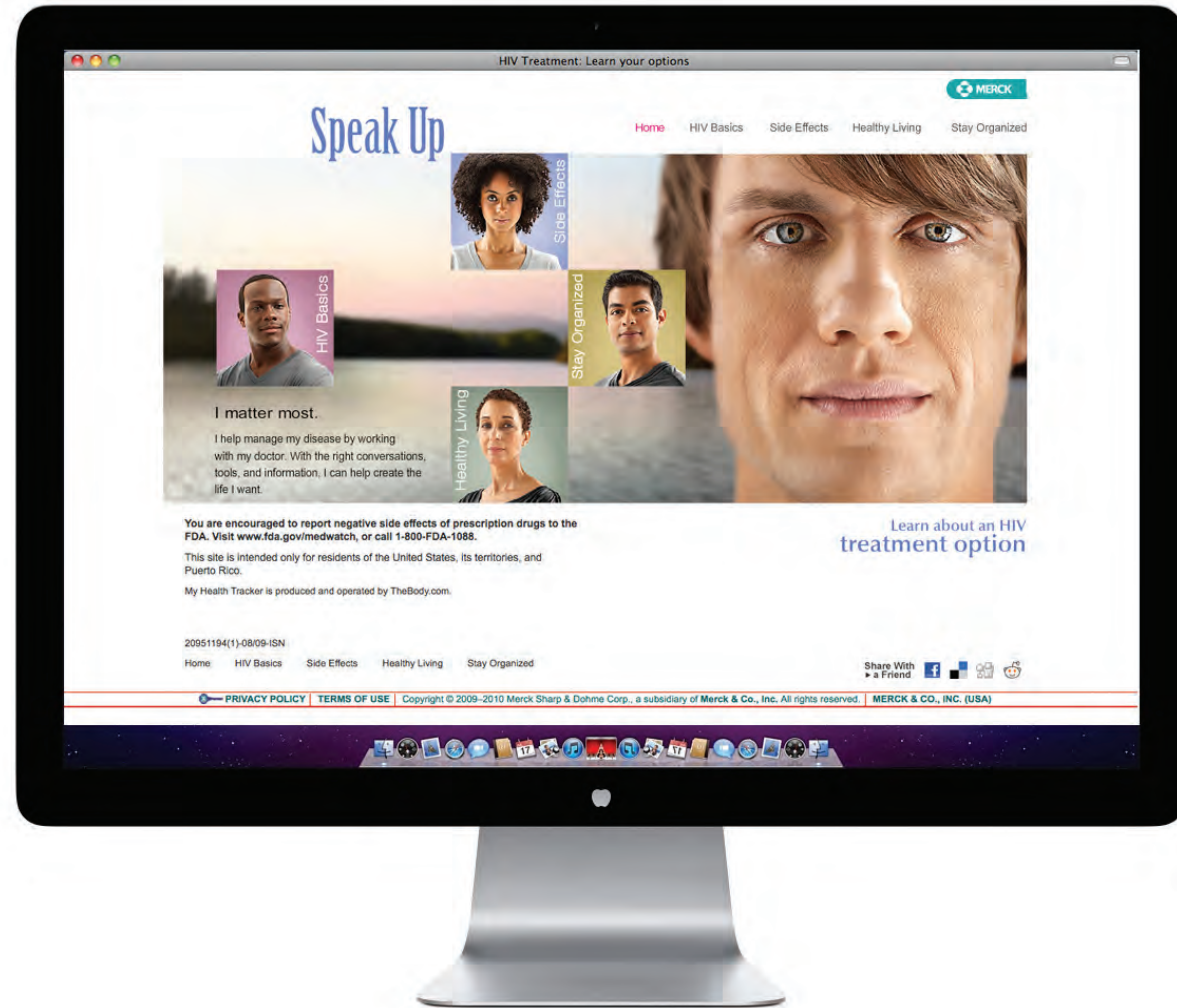 HIV Treatment: Learn your options
MERCK
Speak Up
Home HIV Basics Side Effects Healthy Living Stay Organized
Side Effects
HIV Basics
Stay Organized
Healthy Living
I matter most.
I help manage my disease by working
with my doctor. With the right conversations,
tools, and information, I can help create the
life I want.
You are encouraged to report negative side effects of prescription drugs to the
FDA. Visit www.fda.gov/medwatch, or call 1-800-FDA-1088.
This site is intended only for residents of the United States, its territories, and
Puerto Rico.
My Health Tracker is produced and operated by TheBody.com.
Learn about an HIV
treatment option
20951194(1)-08/09-ISN
Home HIV Basics Side Effects Healthy Living Stay Organized
Share With
a Friend
PRIVACY POLICY | TERMS OF USE | Copyright © 2009–2010 Merck Sharp & Dohme Corp., a subsidiary of Merck & Co., Inc. All rights reserved. | MERCK & CO., INC. (USA)
17
17